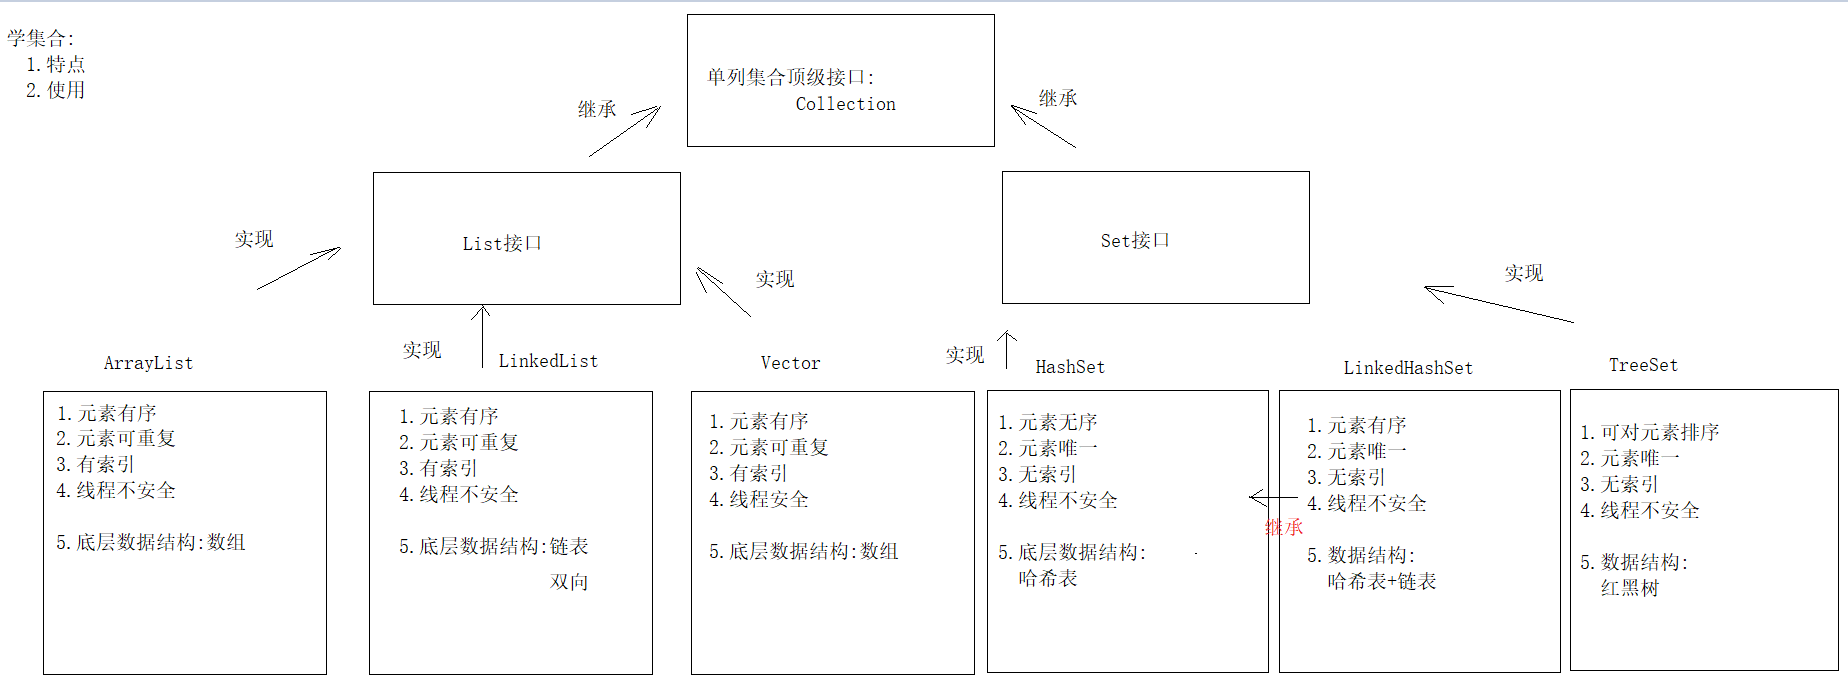 学集合:
1.特点
2.使用
单列集合顶级接口:
Collection
继承
继承
List接口
Set接口
实现
实现
实现
实现
实现
ArrayList
1.元素有序
2.元素可重复
3.有索引
4.线程不安全
5.底层数据结构:数组
LinkedList
1.元素有序
2.元素可重复
3.有索引
4.线程不安全
5.底层数据结构:链表
双向
Vector
1.元素有序
2.元素可重复
3.有索引
4.线程安全
5.底层数据结构:数组
HashSet
1.元素无序
2.元素唯一
3.无索引
4.线程不安全
5.底层数据结构:
哈希表
继承
LinkedHashSet
1.元素有序
2.元素唯一
3.无索引
4.线程不安全
5.数据结构:
哈希表+链表
TreeSet
1.可对元素排序
2.元素唯一
3.无索引
4.线程不安全
5.数据结构:
红黑树